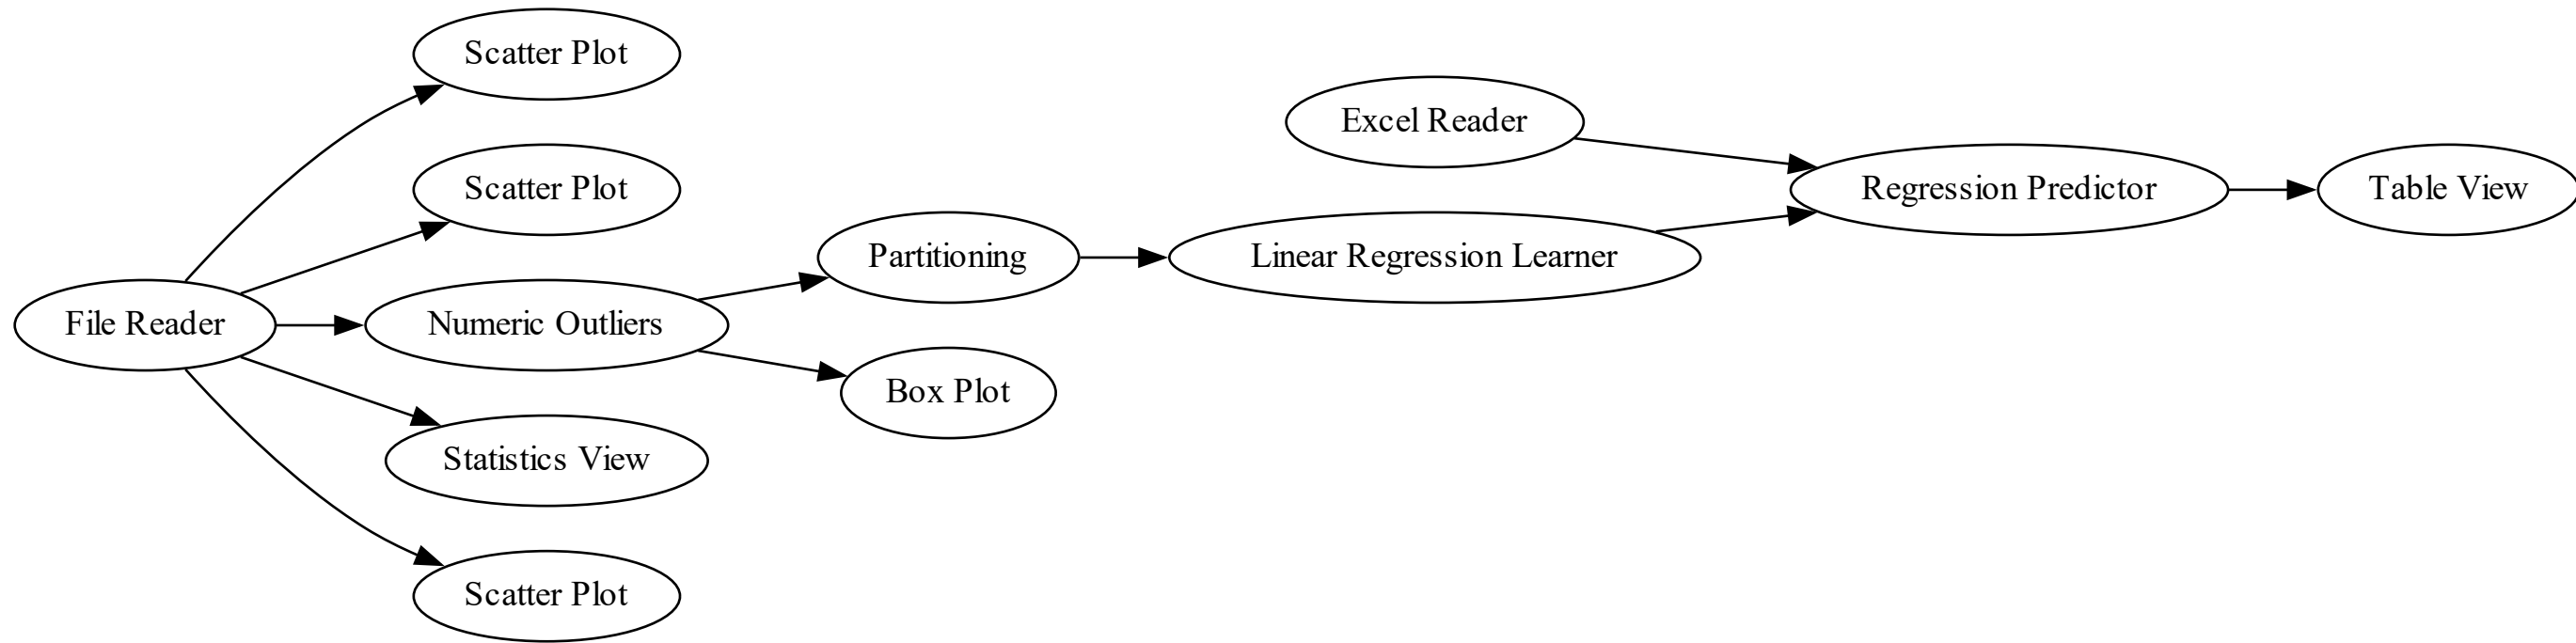 Scatter Plot
Excel Reader
Scatter Plot
Regression Predictor
Table View
Partitioning
Linear Regression Learner
File Reader
Numeric Outliers
Box Plot
Statistics View
Scatter Plot